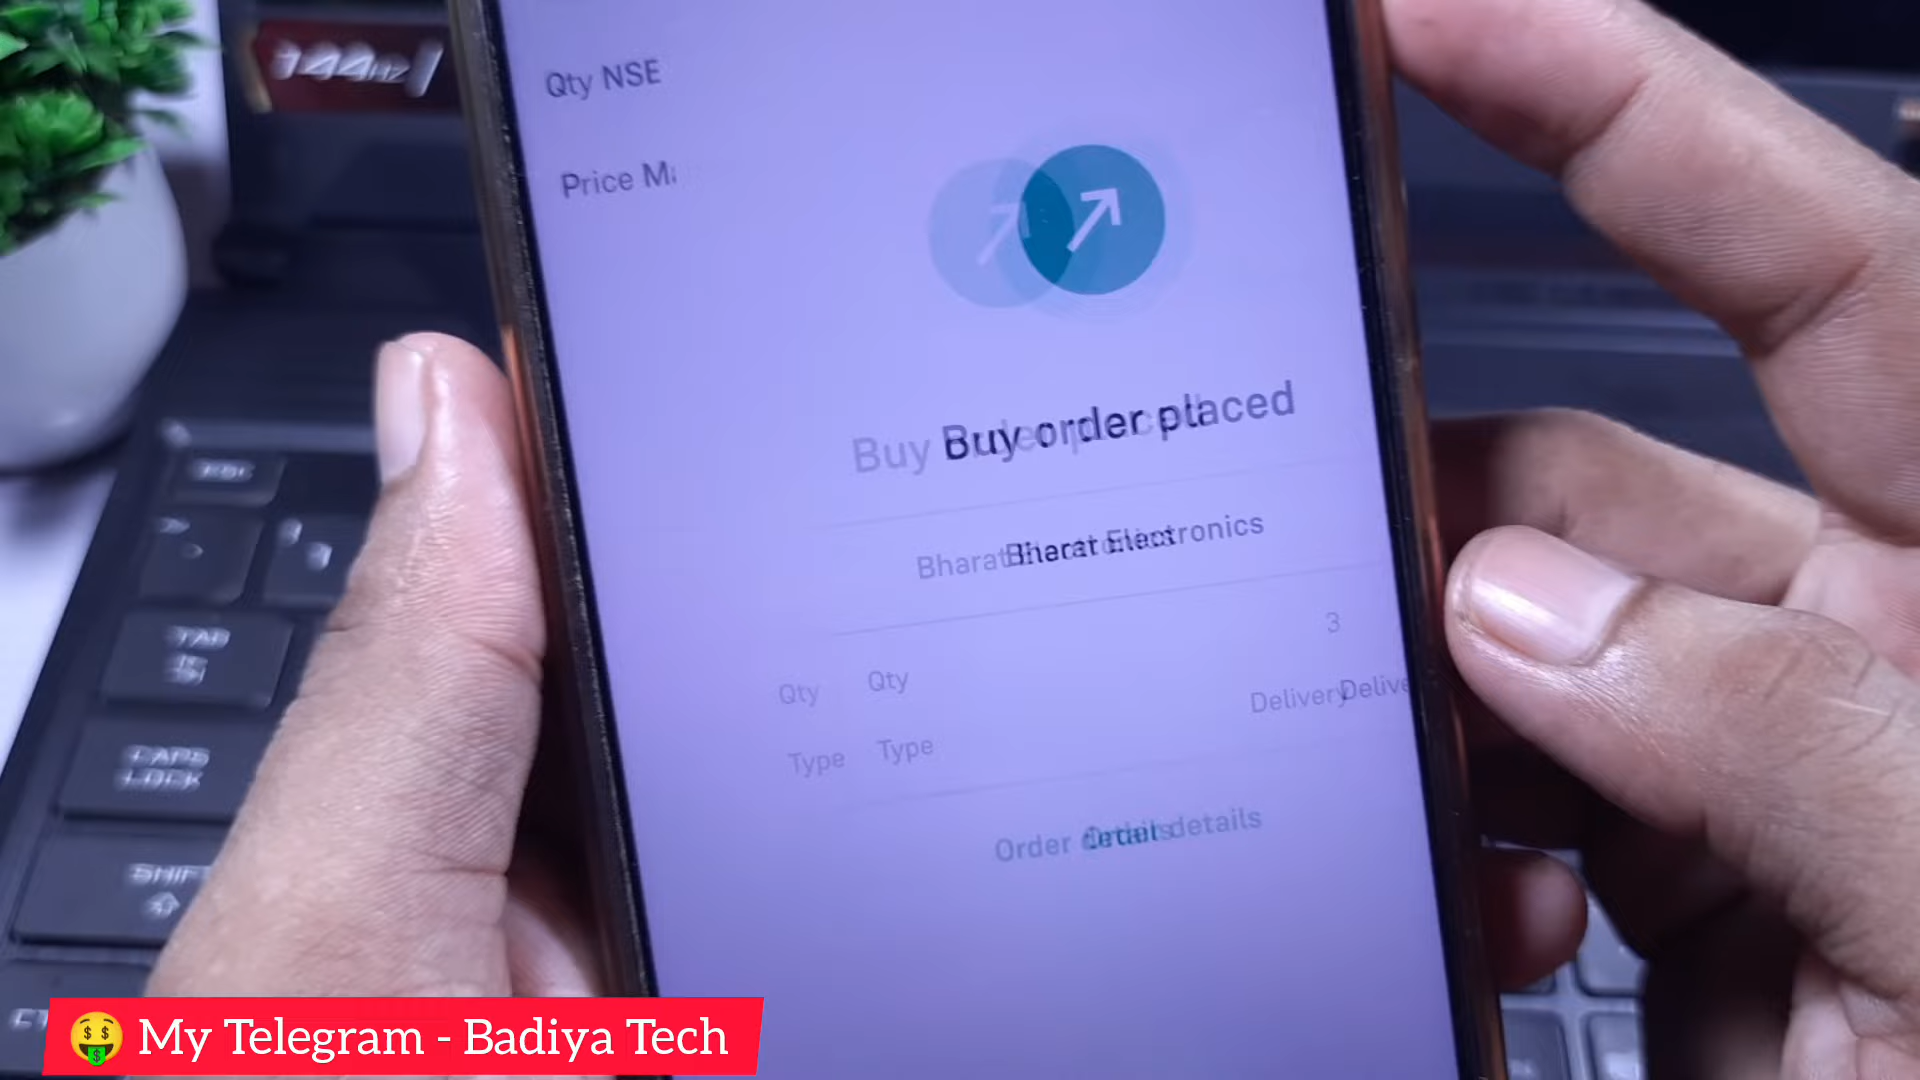 144Hz
Qty NSE
Price
Buy order placed
Bharat Electronics
Qty 3
Type Delivery
Order details
ESC
TAB
CAPS
LOCK
SHIFT
🤑 My Telegram - Badiya Tech